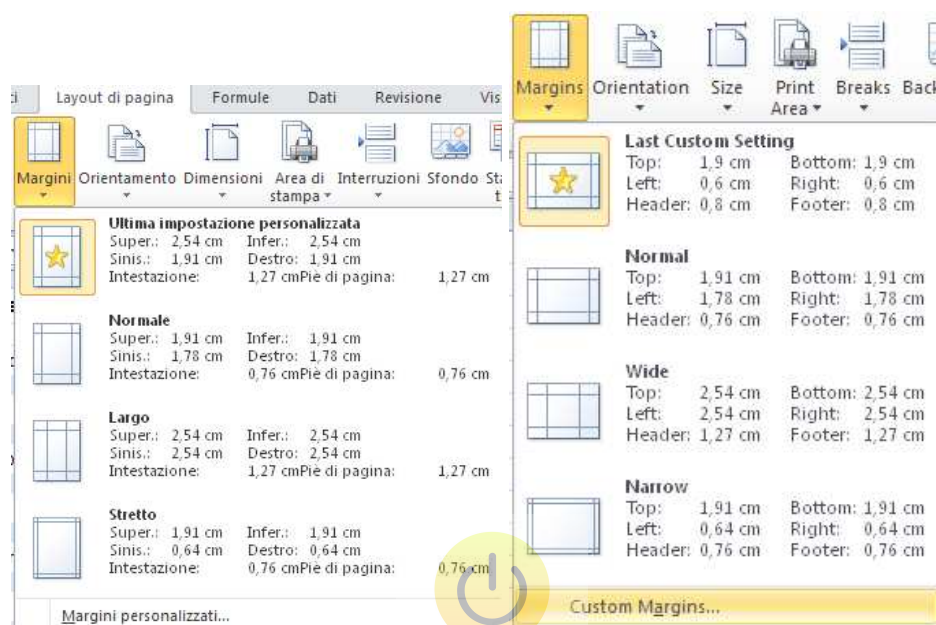 Layout di pagina Formule Dati Revisione Vis
Margini Orientamento Dimensioni Area di stampa Interruzioni Sfondo
Ultima impostazione personalizzata
Super.: 2,54 cm Infer.: 2,54 cm
Sinis.: 1,91 cm Destro: 1,91 cm
Intestazione: 1,27 cmPiè di pagina: 1,27 cm
Normale
Super.: 1,91 cm Infer.: 1,91 cm
Sinis.: 1,78 cm Destro: 1,78 cm
Intestazione: 0,76 cmPiè di pagina: 0,76 cm
Largo
Super.: 2,54 cm Infer.: 2,54 cm
Sinis.: 2,54 cm Destro: 2,54 cm
Intestazione: 1,27 cmPiè di pagina: 1,27 cm
Stretto
Super.: 1,91 cm Infer.: 1,91 cm
Sinis.: 0,64 cm Destro: 0,64 cm
Intestazione: 0,76 cmPiè di pagina: 0,76 cm
Margini personalizzati...
Margins Orientation Size Print Breaks Back
Area
Last Custom Setting
Top: 1,9 cm Bottom: 1,9 cm
Left: 0,6 cm Right: 0,6 cm
Header: 0,8 cm Footer: 0,8 cm
Normal
Top: 1,91 cm Bottom: 1,91 cm
Left: 1,78 cm Right: 1,78 cm
Header: 0,76 cm Footer: 0,76 cm
Wide
Top: 2,54 cm Bottom: 2,54 cm
Left: 2,54 cm Right: 2,54 cm
Header: 1,27 cm Footer: 1,27 cm
Narrow
Top: 1,91 cm Bottom: 1,91 cm
Left: 0,64 cm Right: 0,64 cm
Header: 0,76 cm Footer: 0,76 cm
Custom Margins...